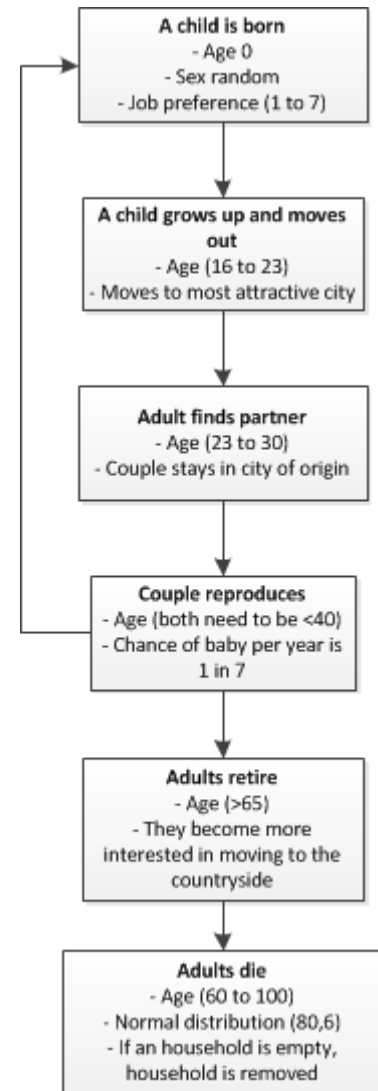 A child is born
- Age 0
- Sex random
- Job preference (1 to 7)
A child grows up and moves
out
- Age (16 to 23)
- Moves to most attractive city
Adult finds partner
- Age (23 to 30)
- Couple stays in city of origin
Couple reproduces
- Age (both need to be <40)
- Chance of baby per year is
1 in 7
Adults retire
- Age (>65)
- They become more
interested in moving to the
countryside
Adults die
- Age (60 to 100)
- Normal distribution (80,6)
- If an household is empty,
household is removed